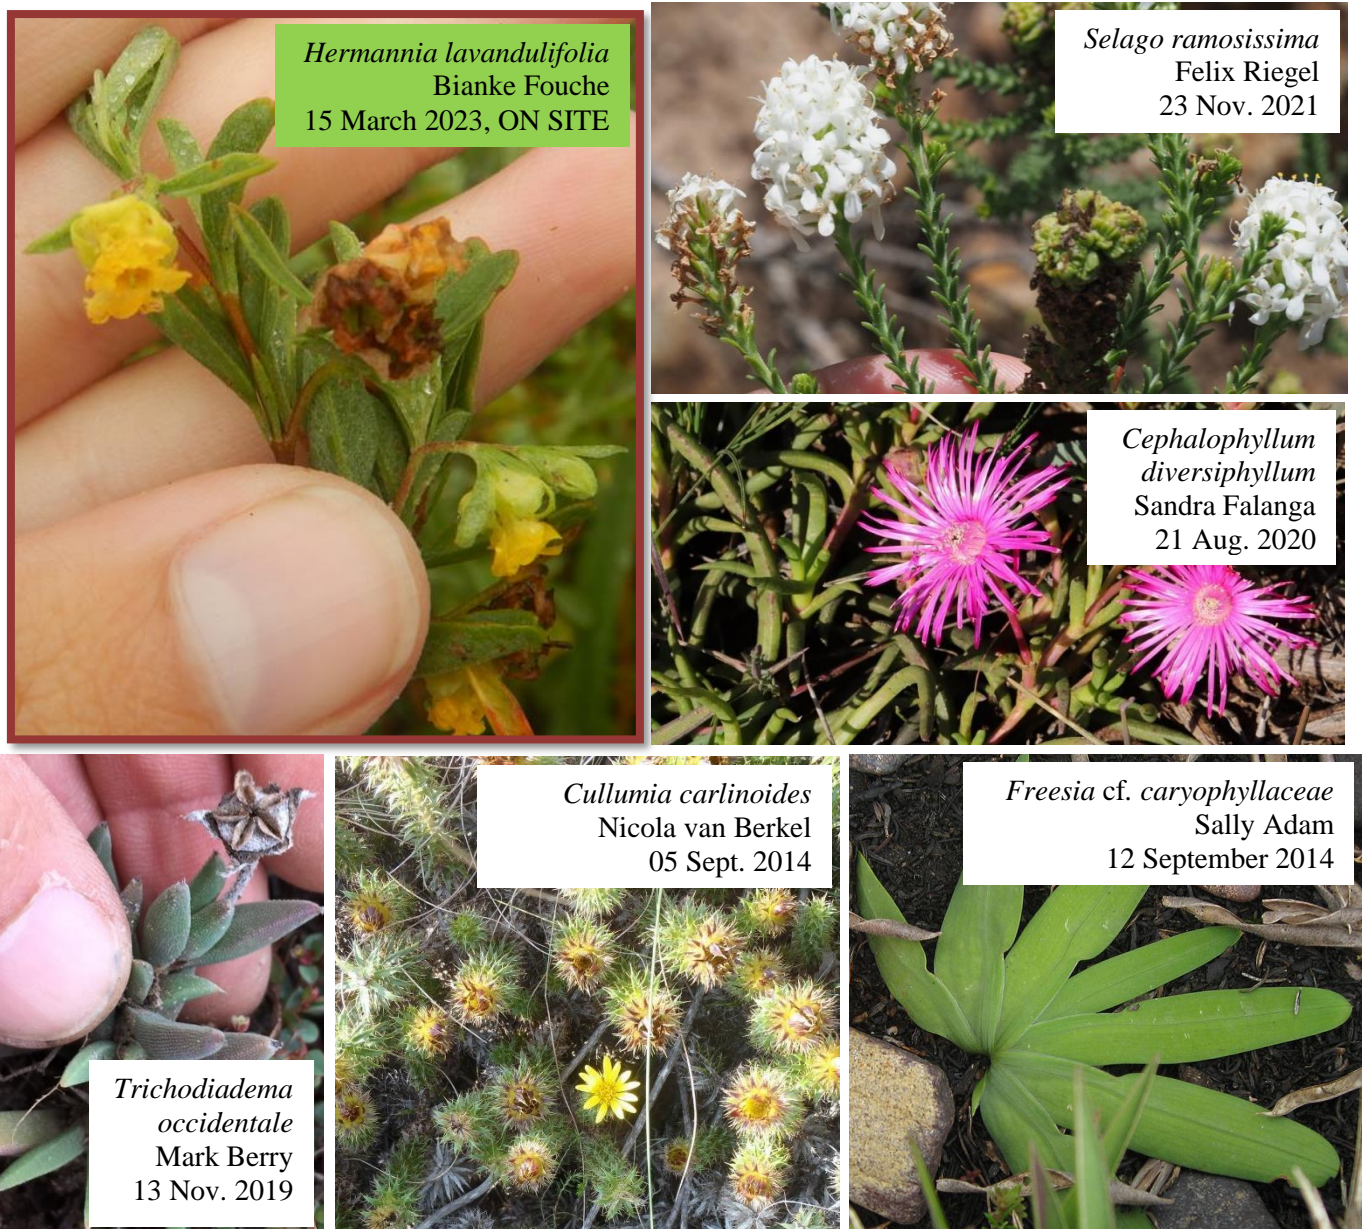 Hermannia lavandulifolia
Bianke Fouche
15 March 2023, ON SITE
Selago ramosissima
Felix Riegel
23 Nov. 2021
Cephalophyllum
diversiphyllum
Sandra Falanga
21 Aug. 2020
Trichodiadema
occidentale
Mark Berry
13 Nov. 2019
Cullumia carlinoides
Nicola van Berkel
05 Sept. 2014
Freesia cf. caryophyllaceae
Sally Adam
12 September 2014